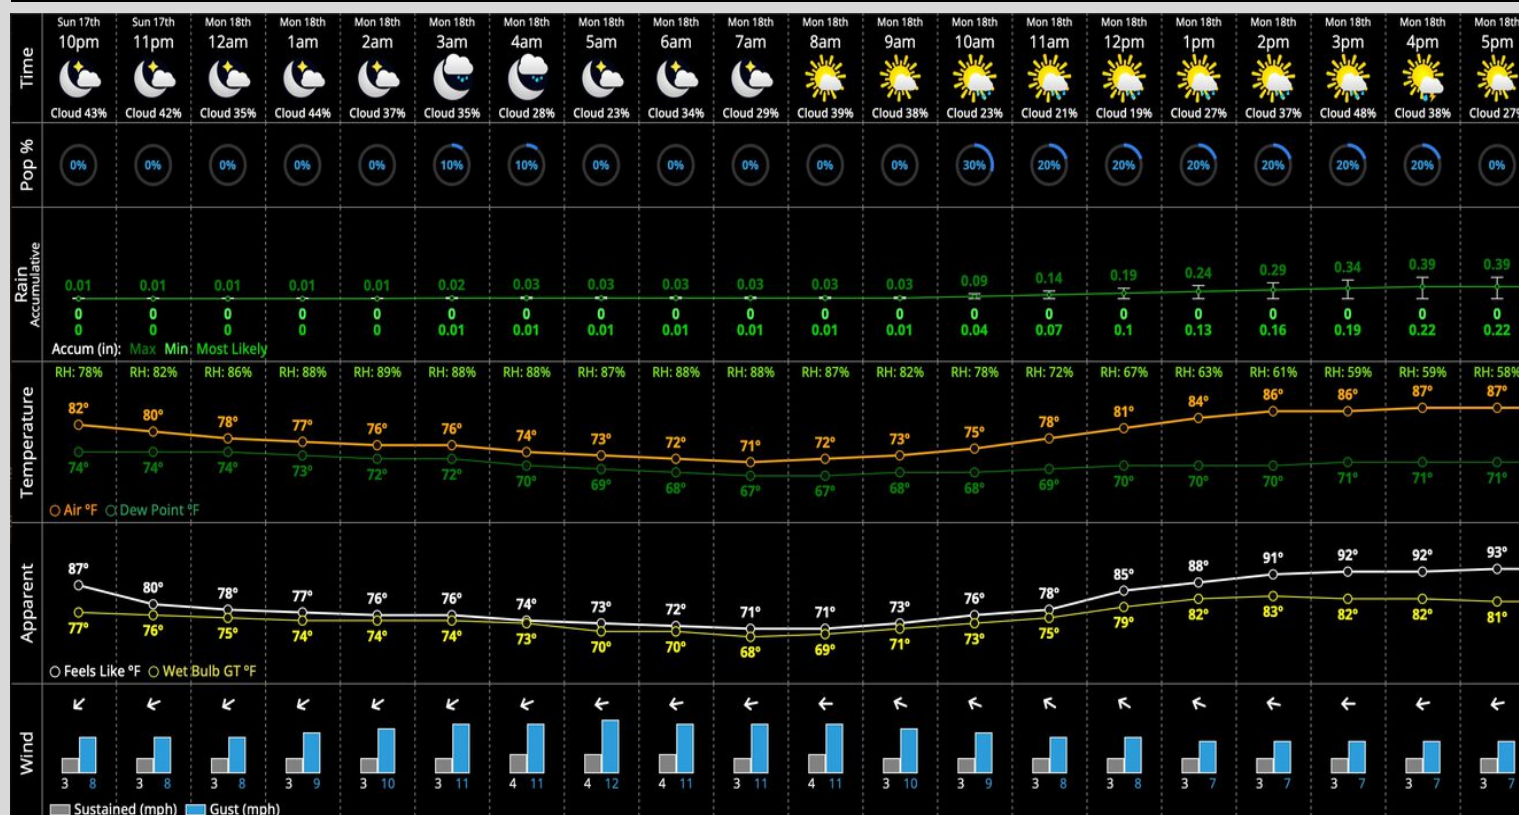 Sun 17th Sun 17th Mon 18th Mon 18th Mon 18th Mon 18th Mon 18th Mon 18th Mon 18th Mon 18th Mon 18th Mon 18th Mon 18th Mon 18th Mon 18th Mon 18th Mon 18th Mon 18th Mon 18th Mon 18th
Time 10pm 11pm 12am 1am 2am 3am 4am 5am 6am 7am 8am 9am 10am 11am 12pm 1pm 2pm 3pm 4pm 5pm
Cloud 43% Cloud 42% Cloud 35% Cloud 44% Cloud 37% Cloud 35% Cloud 28% Cloud 23% Cloud 34% Cloud 29% Cloud 39% Cloud 38% Cloud 23% Cloud 21% Cloud 19% Cloud 27% Cloud 37% Cloud 48% Cloud 38% Cloud 27%
Pop % 0% 0% 0% 0% 0% 10% 10% 0% 0% 0% 0% 0% 30% 20% 20% 20% 20% 20% 20% 0%
Rain
Accumulative
0.01 0.01 0.01 0.01 0.01 0.02 0.03 0.03 0.03 0.03 0.03 0.03 0.09 0.14 0.19 0.24 0.29 0.34 0.39 0.39
0 0 0 0 0 0 0 0 0 0 0 0 0 0 0 0 0 0 0 0
0 0 0 0 0 0.01 0.01 0.01 0.01 0.01 0.01 0.01 0.04 0.07 0.1 0.13 0.16 0.19 0.22 0.22
Accum (in): Max Min Most Likely
Temperature
RH: 78% RH: 82% RH: 86% RH: 88% RH: 89% RH: 88% RH: 88% RH: 87% RH: 88% RH: 88% RH: 87% RH: 82% RH: 78% RH: 72% RH: 67% RH: 63% RH: 61% RH: 59% RH: 59% RH: 58%
82° 80° 78° 77° 76° 76° 74° 73° 72° 71° 72° 73° 75° 78° 81° 84° 86° 86° 87° 87°
74° 74° 74° 73° 72° 72° 70° 69° 68° 67° 67° 68° 68° 69° 70° 70° 70° 71° 71° 71°
Air ºF Dew Point ºF
Apparent
87° 80° 78° 77° 76° 76° 74° 73° 72° 71° 71° 73° 76° 78° 85° 88° 91° 92° 92° 93°
77° 76° 75° 74° 74° 74° 73° 70° 70° 68° 69° 71° 73° 75° 79° 82° 83° 82° 82° 81°
Feels Like ºF Wet Bulb GT ºF
Wind
3 8 3 8 3 8 3 9 3 10 3 11 4 11 4 12 4 11 3 11 4 11 3 10 3 9 3 8 3 8 3 7 3 7 3 7 3 7 3 7
Sustained (mph) Gust (mph)